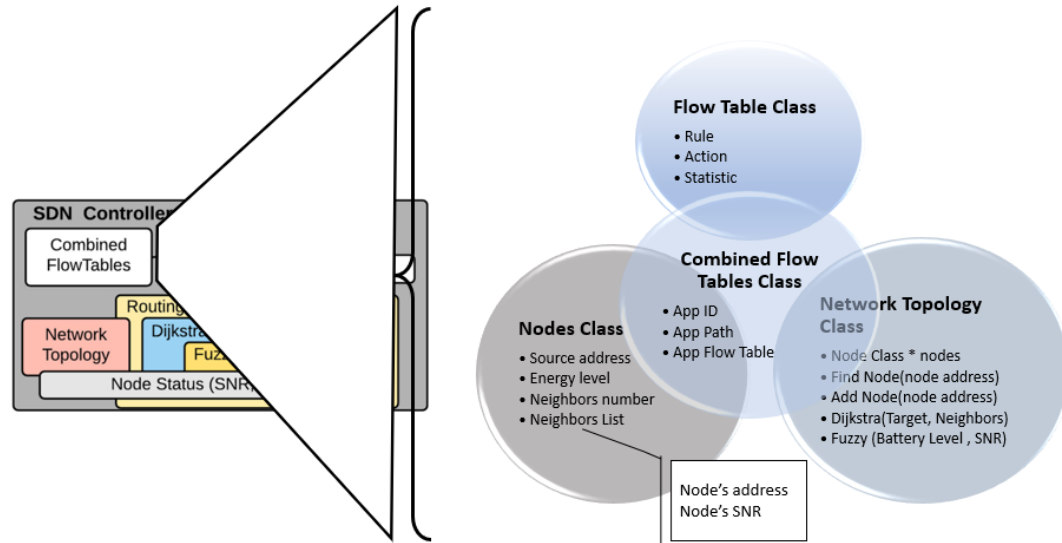 SDN Controller
Combined
FlowTables
Routing
Network
Topology
Dijkstra
Fuzzy
Node Status (SNR,
Flow Table Class
• Rule
• Action
• Statistic
Combined Flow
Tables Class
• App ID
• App Path
• App Flow Table
Nodes Class
• Source address
• Energy level
• Neighbors number
• Neighbors List
Node's address
Node's SNR
Network Topology
Class
• Node Class * nodes
• Find Node(node address)
• Add Node(node address)
• Dijkstra(Target, Neighbors)
• Fuzzy (Battery Level , SNR)